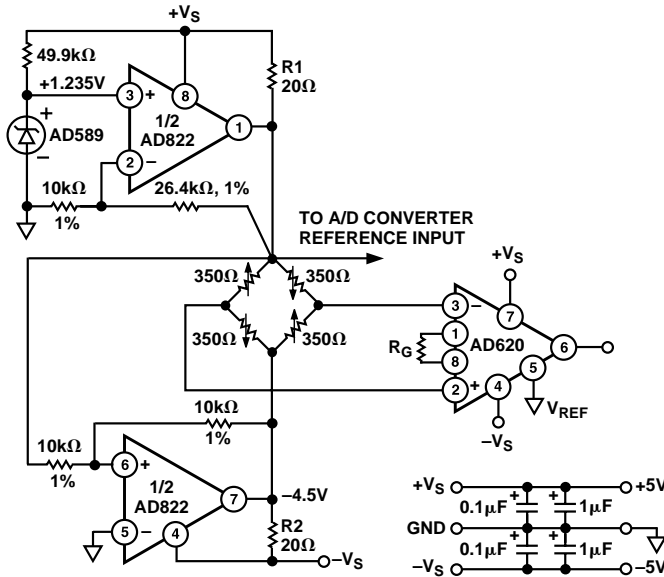 +VS
49.9kΩ
R1
20Ω
+1.235V
3
+
8
1/2
AD822
1
+
AD589
−
2
−
10kΩ
1%
26.4kΩ, 1%
TO A/D CONVERTER
REFERENCE INPUT
+VS
350Ω
350Ω
3
−
7
1
RG
AD620
6
350Ω
350Ω
8
5
2
+
4
VREF
−VS
10kΩ
1%
10kΩ
1%
6
+
1/2
AD822
7
−4.5V
5
−
4
R2
20Ω
−VS
+VS
+5V
0.1μF
+
+
1μF
GND
0.1μF
+
+
1μF
−VS
−5V